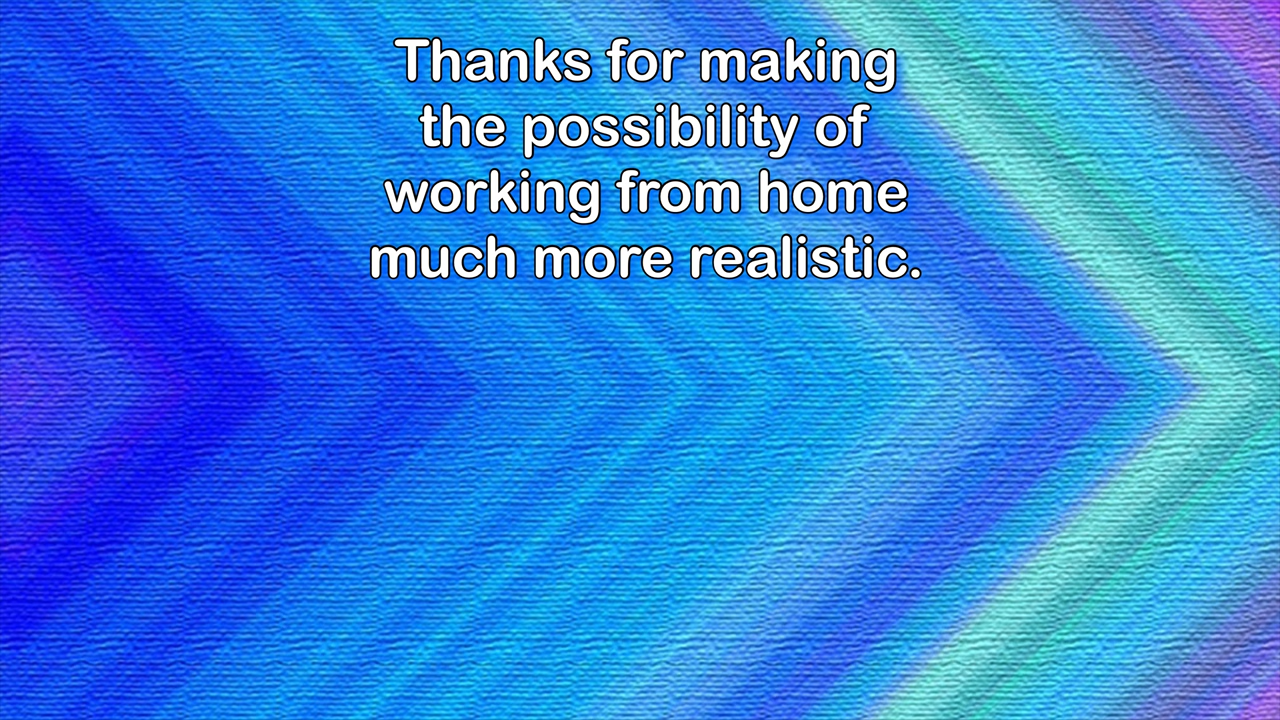 Thanks for making
the possibility of
working from home
much more realistic.